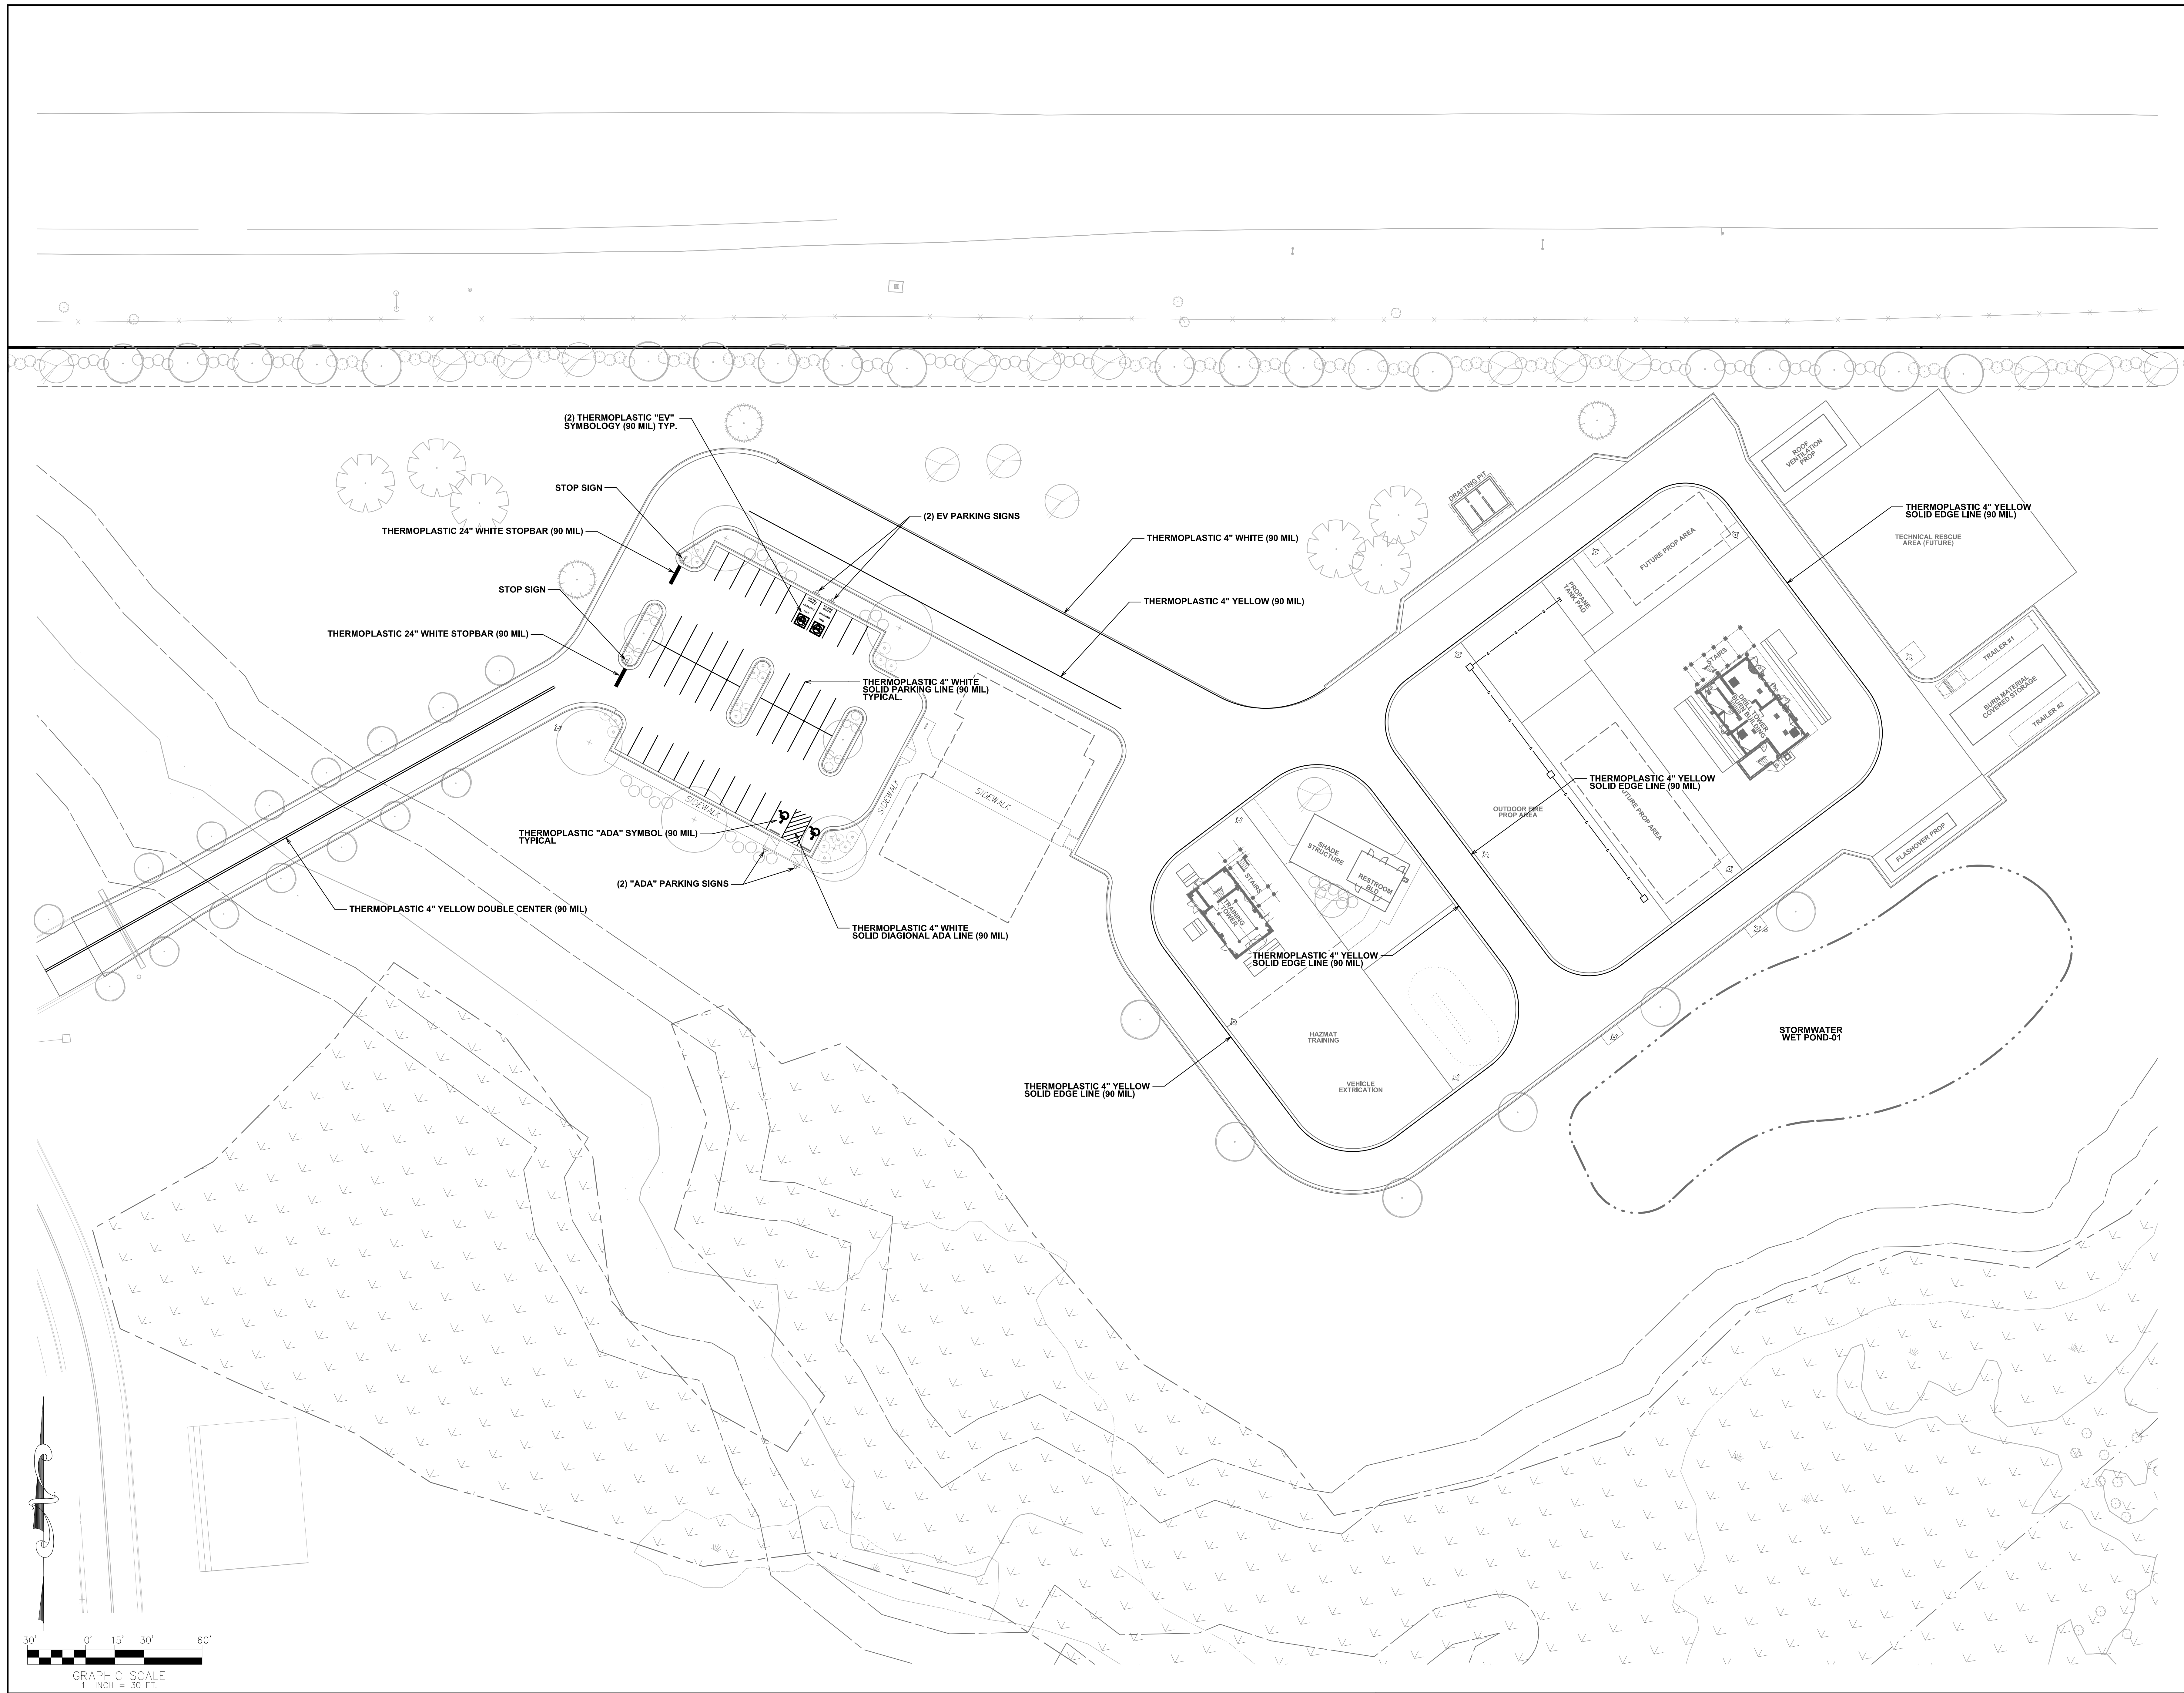 (2) THERMOPLASTIC "EV"
SYMBOLOGY (90 MIL) TYP.
STOP SIGN
THERMOPLASTIC 24" WHITE STOPBAR (90 MIL)
STOP SIGN
THERMOPLASTIC 24" WHITE STOPBAR (90 MIL)
(2) EV PARKING SIGNS
THERMOPLASTIC 4" WHITE (90 MIL)
THERMOPLASTIC 4" YELLOW (90 MIL)
THERMOPLASTIC 4" WHITE
SOLID PARKING LINE (90 MIL)
TYPICAL.
SIDEWALK
SIDEWALK
SIDEWALK
THERMOPLASTIC "ADA" SYMBOL (90 MIL)
TYPICAL
(2) "ADA" PARKING SIGNS
THERMOPLASTIC 4" YELLOW DOUBLE CENTER (90 MIL)
THERMOPLASTIC 4" WHITE
SOLID DIAGIONAL ADA LINE (90 MIL)
DRAFTING PIT
ROOF
VENTILATION
PROP
THERMOPLASTIC 4" YELLOW
SOLID EDGE LINE (90 MIL)
TECHNICAL RESCUE
AREA (FUTURE)
FUTURE PROP AREA
PROPANE
TANK PAD
STAIRS
DRILL TOWER
BURN BUILDING
TRAILER #1
BURN MATERIAL
COVERED STORAGE
TRAILER #2
THERMOPLASTIC 4" YELLOW
SOLID EDGE LINE (90 MIL)
OUTDOOR FIRE
PROP AREA
FUTURE PROP AREA
FLASHOVER PROP
SHADE
STRUCTURE
RESTROOM
BLD
STAIRS
TRAINING
TOWER
THERMOPLASTIC 4" YELLOW
SOLID EDGE LINE (90 MIL)
HAZMAT
TRAINING
VEHICLE
EXTRICATION
THERMOPLASTIC 4" YELLOW
SOLID EDGE LINE (90 MIL)
STORMWATER
WET POND-01
30' 0' 15' 30' 60'
GRAPHIC SCALE
1 INCH = 30 FT.